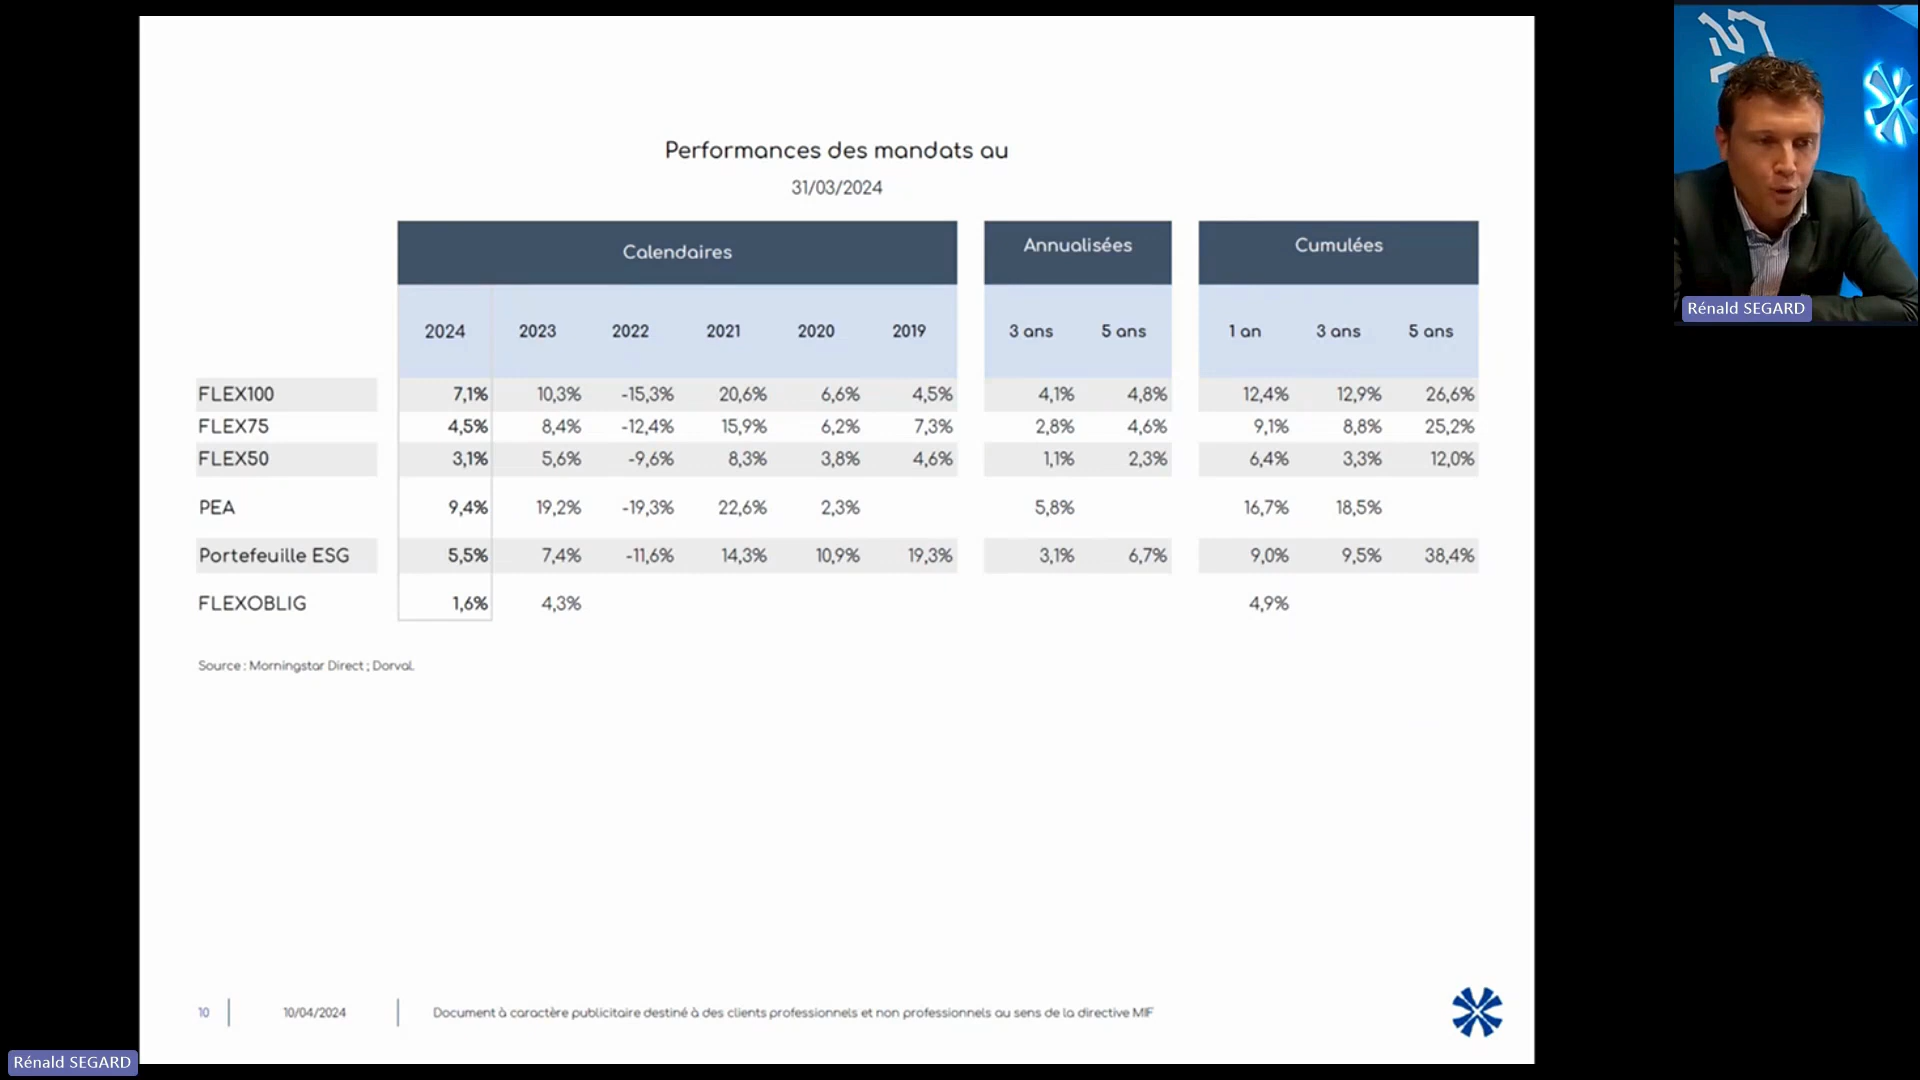 Performances des mandats au
31/03/2024
Calendaires Annualisées Cumulées
2024 2023 2022 2021 2020 2019 3 ans 5 ans 1 an 3 ans 5 ans
FLEX100 7,1% 10,3% -15,3% 20,6% 6,6% 4,5% 4,1% 4,8% 12,4% 12,9% 26,6%
FLEX75 4,5% 8,4% -12,4% 15,9% 6,2% 7,3% 2,8% 4,6% 9,1% 8,8% 25,2%
FLEX50 3,1% 5,6% -9,6% 8,3% 3,8% 4,6% 1,1% 2,3% 6,4% 3,3% 12,0%
PEA 9,4% 19,2% -19,3% 22,6% 2,3% 5,8% 16,7% 18,5%
Portefeuille ESG 5,5% 7,4% -11,6% 14,3% 10,9% 19,3% 3,1% 6,7% 9,0% 9,5% 38,4%
FLEXOBLIG 1,6% 4,3% 4,9%
Source : Morningstar Direct ; Dorval.
10 10/04/2024 Document à caractère publicitaire destiné à des clients professionnels et non professionnels au sens de la directive MIF
Rénald SEGARD
Rénald SEGARD